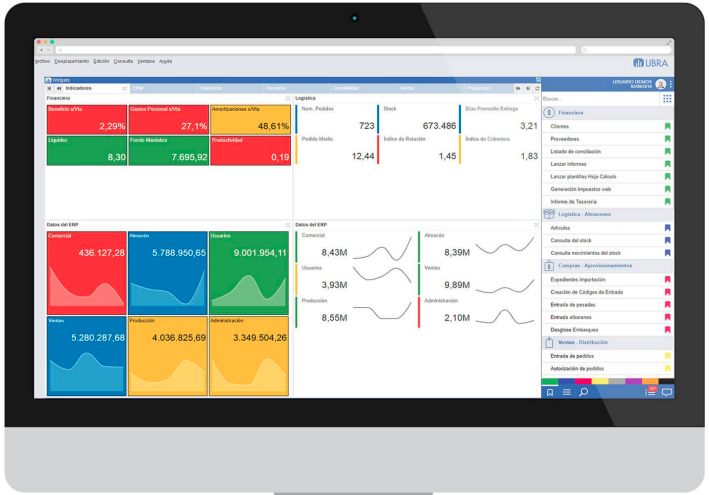 Archivo Desplazamiento Edición Consulta Ventana Ayuda
LIBRA
Widgets
Indicadores
Financiera
Beneficio s/Vta
2,29%
Gastos Personal s/Vta
27,1%
Amortizaciones s/Vta
48,61%
Liquidez
8,30
Fondo Maniobra
7.695,92
Productividad
0,19
Logística
Num. Pedidos
723
Stock
673.486
Días Promedio Entrega
3,21
Pedido Medio
12,44
Índice de Rotación
1,45
Índice de Cobertura
1,83
Datos del ERP
Comercial
436.127,28
Almacén
5.788.950,65
Usuarios
9.001.954,11
Ventas
5.280.287,68
Producción
4.036.825,69
Administración
3.349.504,26
Datos del ERP
Comercial
8,43M
Almacén
8,39M
Usuarios
3,93M
Ventas
9,89M
Producción
8,55M
Administración
2,10M
USUARIO DEMOS
Buscar...
Financiera
Clientes
Proveedores
Listado de conciliación
Lanzar informes
Lanzar plantillas Hoja Cálculo
Generación impuestos web
Informe de Tesorería
Logística - Almacenes
Artículos
Consulta del stock
Consulta movimientos del stock
Compras - Aprovisionamientos
Expedientes importación
Creación de Códigos de Entrada
Entrada de pesadas
Entrada albaranes
Desglose Embarques
Ventas - Distribución
Entrada de pedidos
Autorización de pedidos